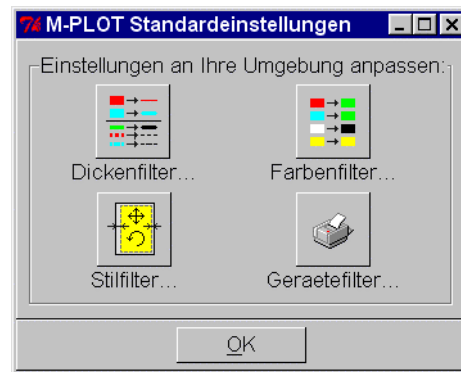 M-PLOT Standardeinstellungen
Einstellungen an Ihre Umgebung anpassen:
Dickenfilter...
Farbenfilter...
Stilfilter...
Geraetefilter...
OK